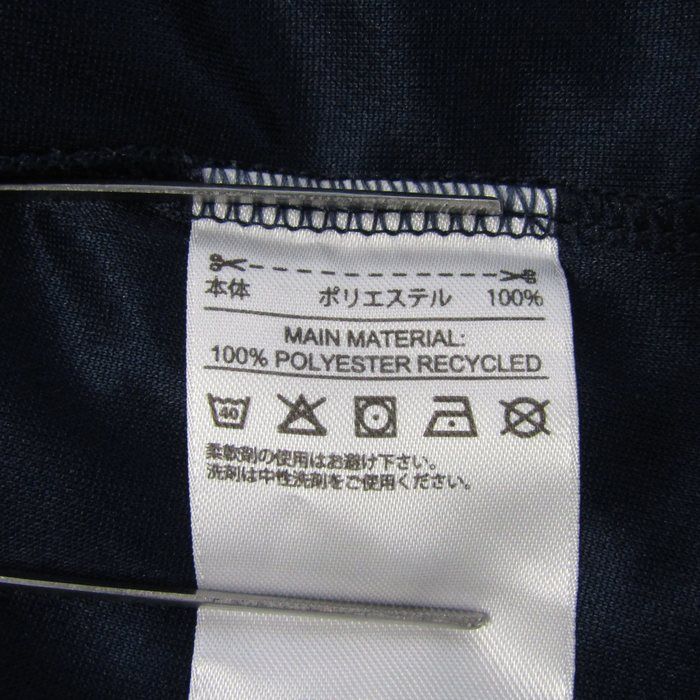 本体 ポリエステル 100%
MAIN MATERIAL:
100% POLYESTER RECYCLED
40
柔軟剤の使用はお避け下さい。
洗剤は中性洗剤をご使用ください。